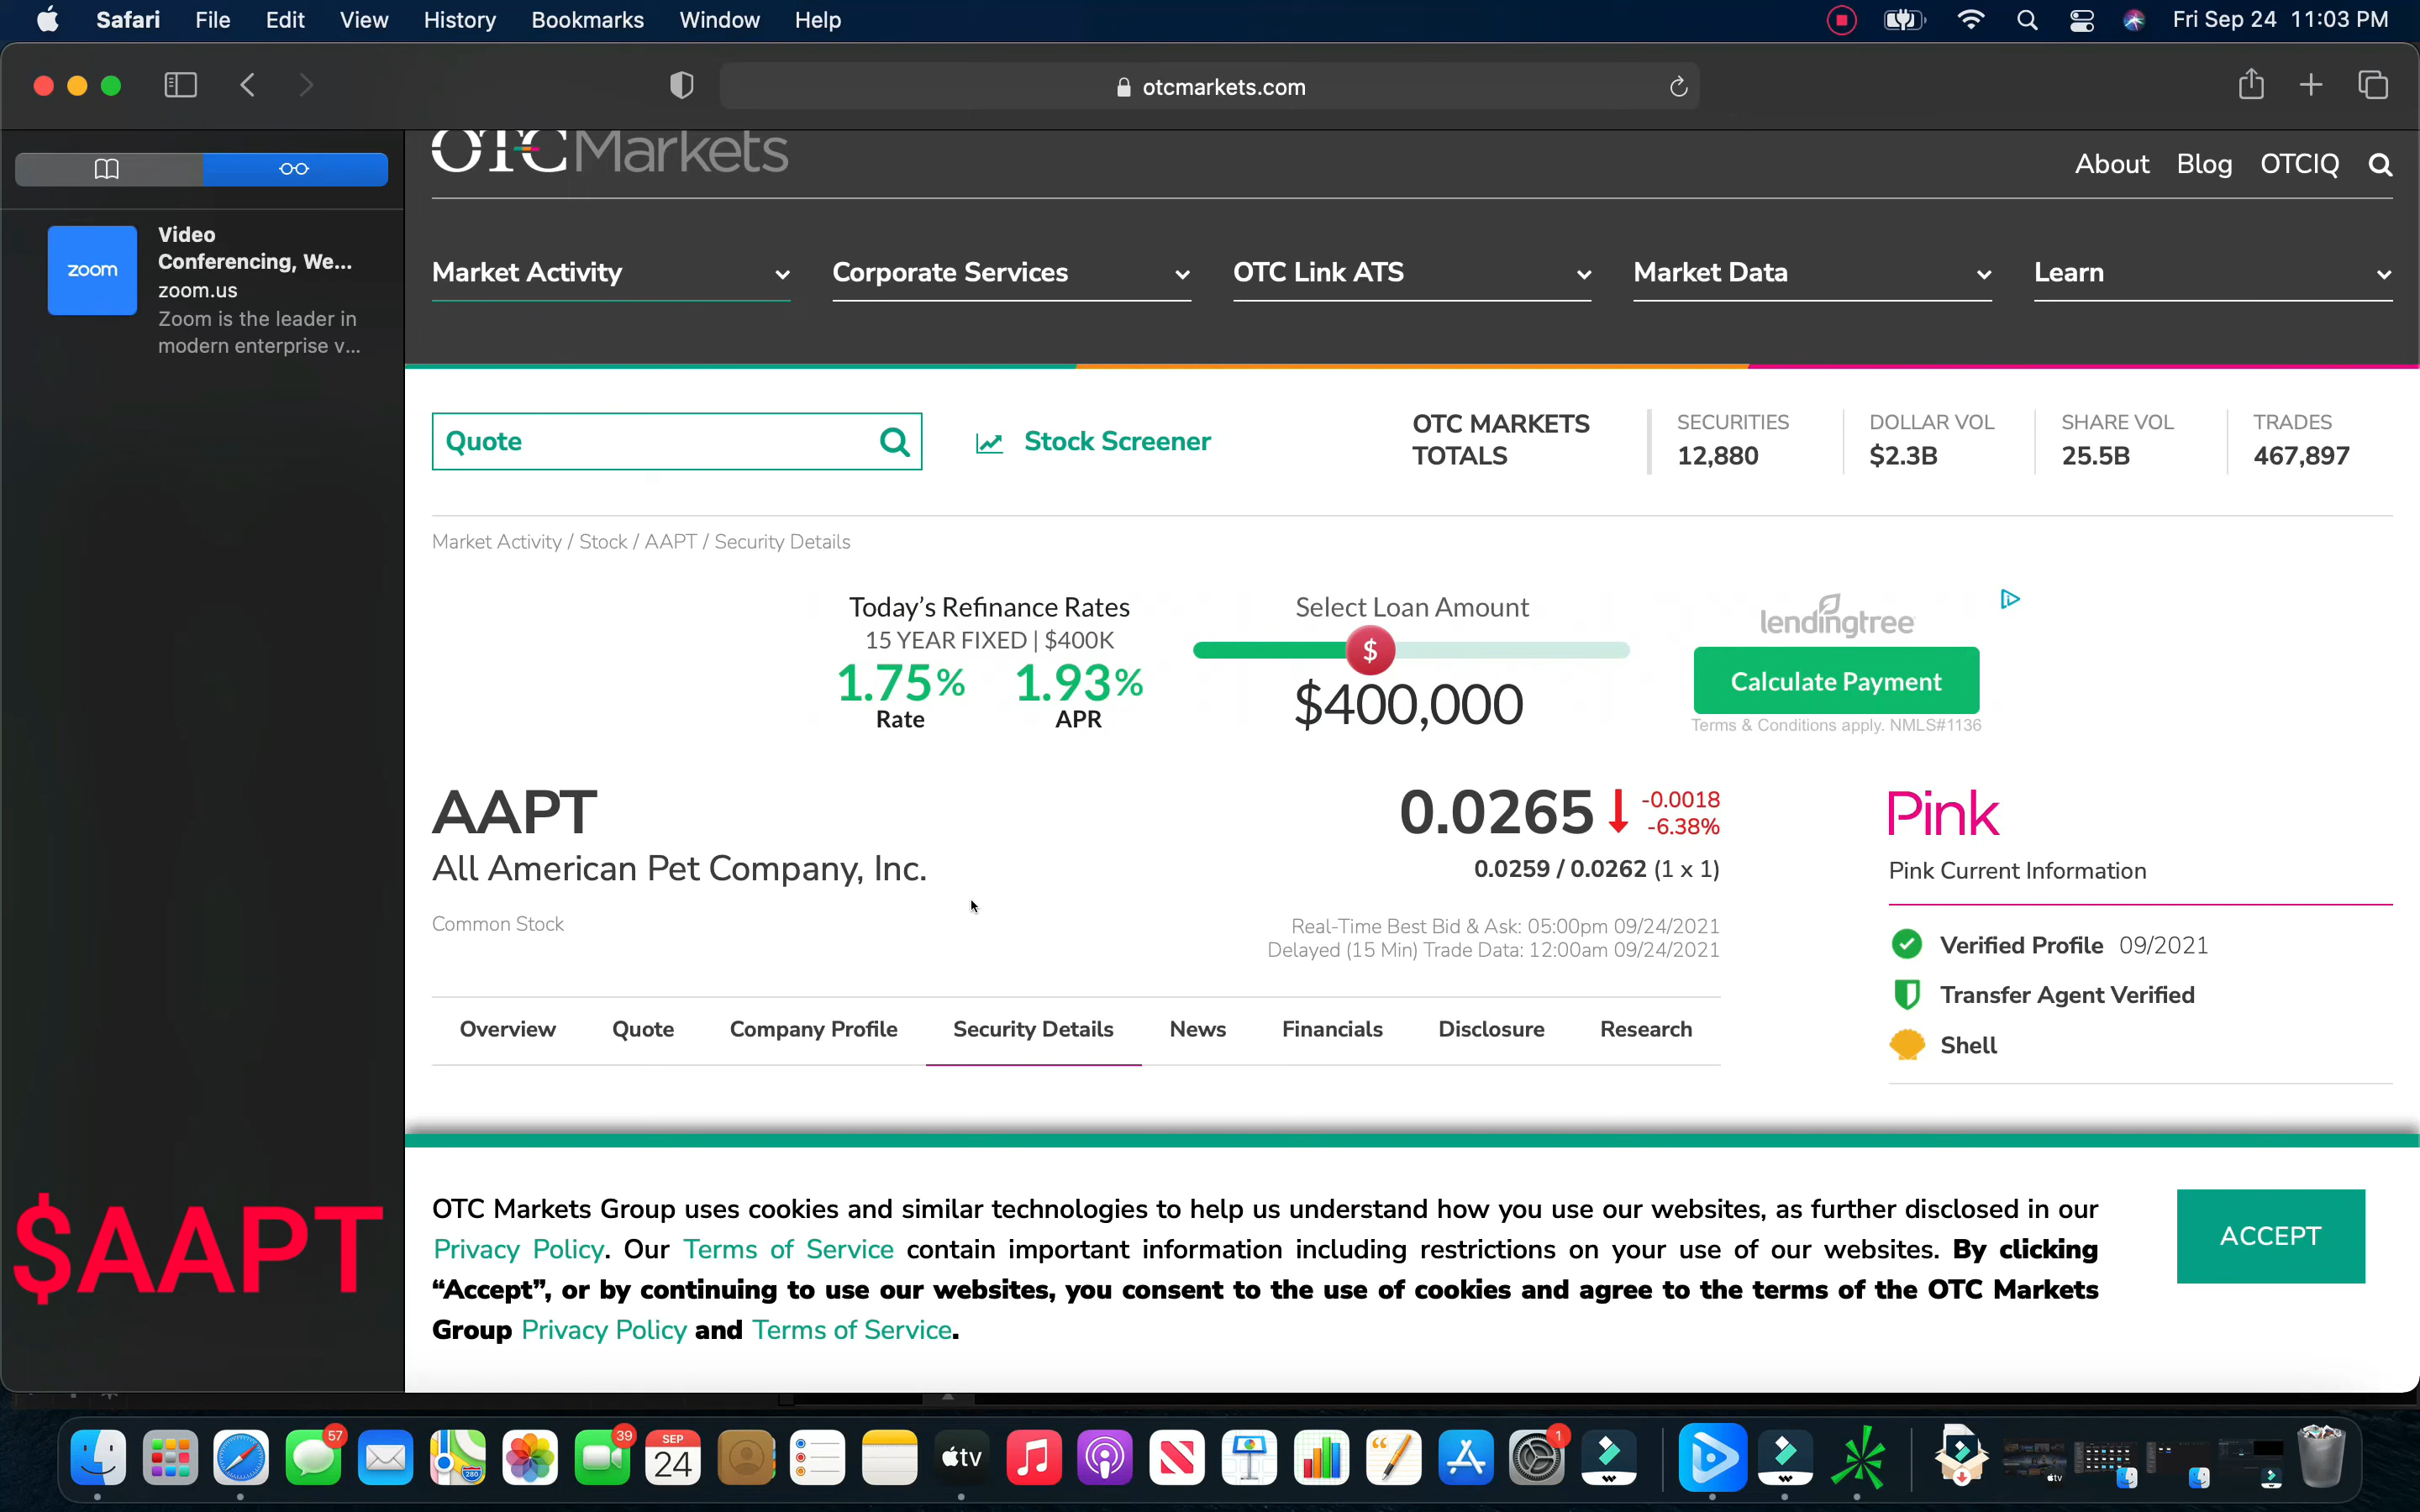 Safari File Edit View History Bookmarks Window Help Fri Sep 24 11:03 PM
otcmarkets.com
OTC Markets
About Blog OTCIQ
zoom
Video
Conferencing, We...
zoom.us
Zoom is the leader in
modern enterprise v...
Market Activity Corporate Services OTC Link ATS Market Data Learn
Quote
Stock Screener
OTC MARKETS
TOTALS
SECURITIES
12,880
DOLLAR VOL
$2.3B
SHARE VOL
25.5B
TRADES
467,897
Market Activity / Stock / AAPT / Security Details
Today's Refinance Rates
15 YEAR FIXED | $400K
1.75% 1.93%
Rate APR
Select Loan Amount
$
$400,000
lendingtree
Calculate Payment
Terms & Conditions apply. NMLS#1136
AAPT
All American Pet Company, Inc.
Common Stock
0.0265
-0.0018
-6.38%
0.0259 / 0.0262 (1 x 1)
Real-Time Best Bid & Ask: 05:00pm 09/24/2021
Delayed (15 Min) Trade Data: 12:00am 09/24/2021
Pink
Pink Current Information
Verified Profile 09/2021
Transfer Agent Verified
Shell
Overview Quote Company Profile Security Details News Financials Disclosure Research
$AAPT
OTC Markets Group uses cookies and similar technologies to help us understand how you use our websites, as further disclosed in our
Privacy Policy. Our Terms of Service contain important information including restrictions on your use of our websites. By clicking
“Accept”, or by continuing to use our websites, you consent to the use of cookies and agree to the terms of the OTC Markets
Group Privacy Policy and Terms of Service.
ACCEPT
57
39
SEP
24
tv
1
280
tv